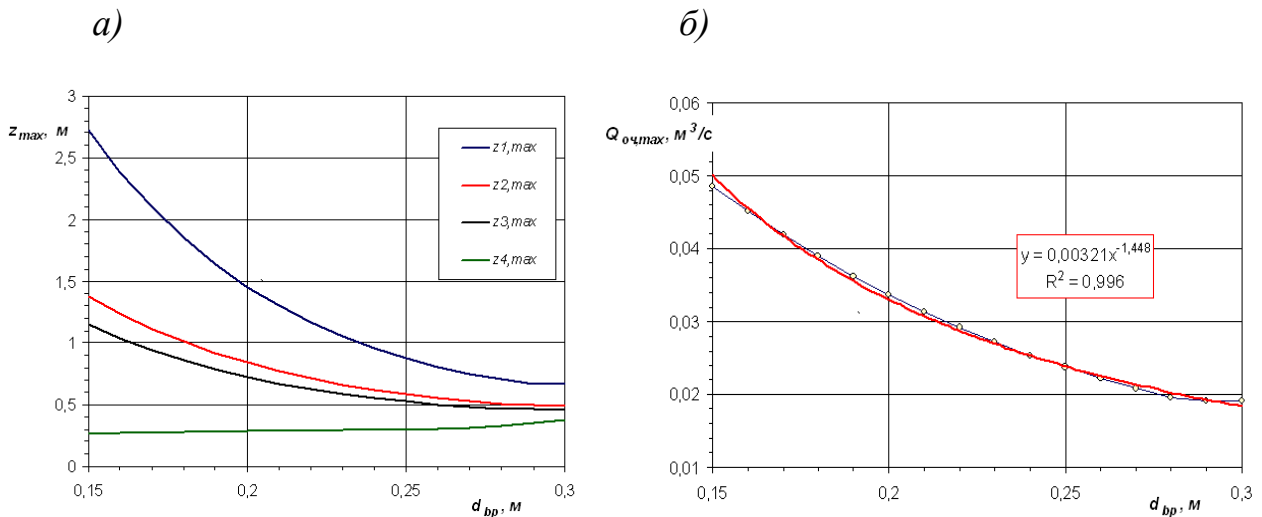 а)
б)
3
z max, м
2,5
2
1,5
1
0,5
0
z1,max
z2,max
z3,max
z4,max
0,15
0,2
0,25
0,3
d bp, м
0,06
Q оч,max, м³/с
0,05
0,04
0,03
0,02
0,01
y = 0,00321x⁻¹,⁴⁴⁸
R² = 0,996
0,15
0,2
0,25
0,3
d bp, м